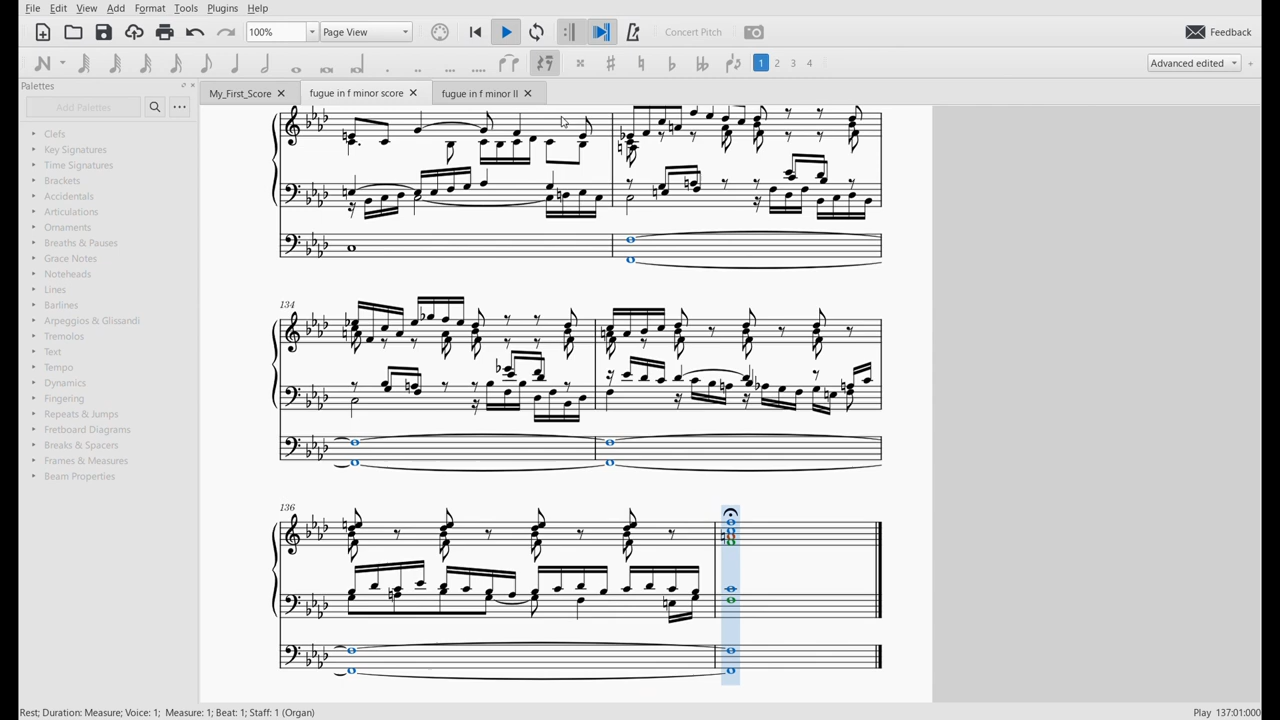 File Edit View Add Format Tools Plugins Help
100% Page View Concert Pitch Feedback
1 2 3 4 Advanced edited
Palettes
My_First_Score fugue in f minor score fugue in f minor II
Add Palettes
Clefs
Key Signatures
Time Signatures
Brackets
Accidentals
Articulations
Ornaments
Breaths & Pauses
Grace Notes
Noteheads
Lines
Barlines
Arpeggios & Glissandi
Tremolos
Text
Tempo
Dynamics
Fingering
Repeats & Jumps
Fretboard Diagrams
Breaks & Spacers
Frames & Measures
Beam Properties
134
136
Rest; Duration: Measure; Voice: 1; Measure: 1; Beat: 1; Staff: 1 (Organ) Play 137:01:000